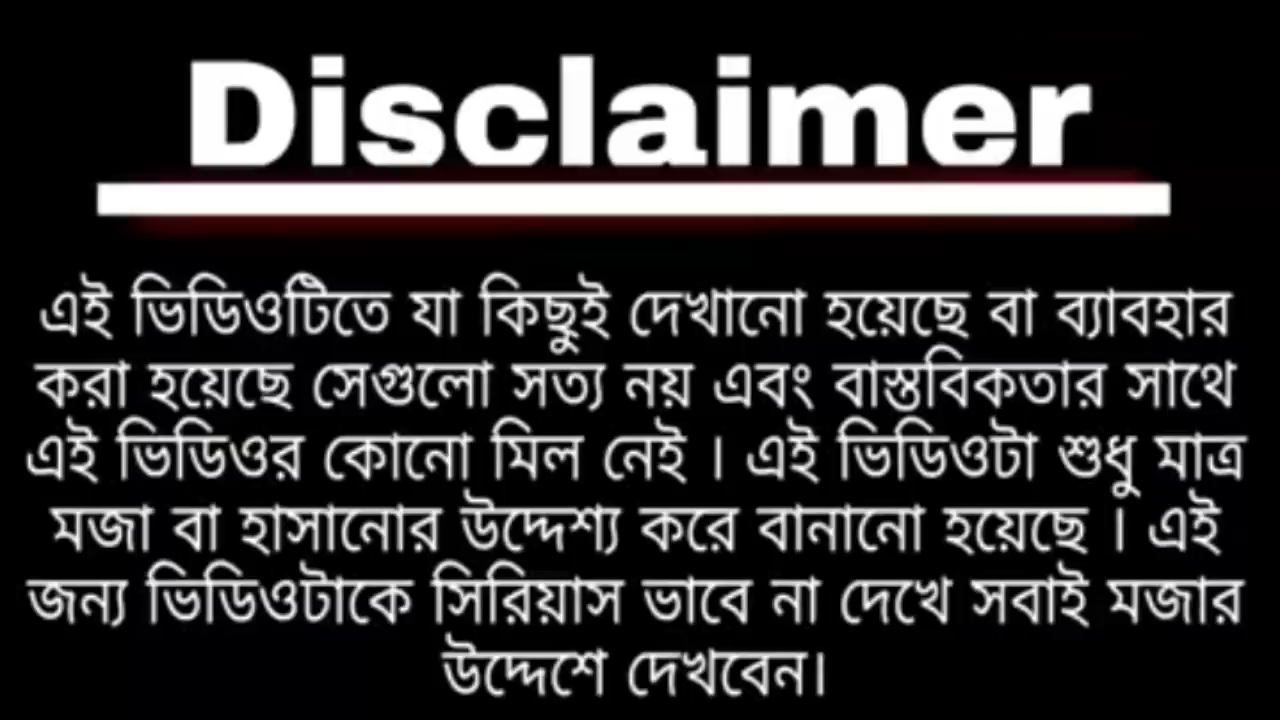 Disclaimer
এই ভিডিওটিতে যা কিছুই দেখানো হয়েছে বা ব্যাবহার
করা হয়েছে সেগুলো সত্য নয় এবং বাস্তবিকতার সাথে
এই ভিডিওর কোনো মিল নেই । এই ভিডিওটা শুধু মাত্র
মজা বা হাসানোর উদ্দেশ্য করে বানানো হয়েছে । এই
জন্য ভিডিওটাকে সিরিয়াস ভাবে না দেখে সবাই মজার
উদ্দেশে দেখবেন।